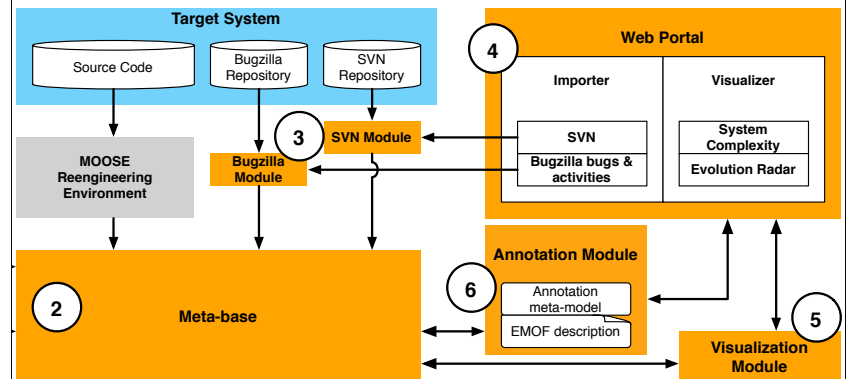 Target System
Source Code
Bugzilla
Repository
SVN
Repository
4
Web Portal
Importer
Visualizer
SVN
Bugzilla bugs &
activities
System
Complexity
Evolution Radar
3
SVN Module
Bugzilla
Module
MOOSE
Reengineering
Environment
2
Meta-base
Annotation Module
6
Annotation
meta-model
EMOF description
5
Visualization
Module